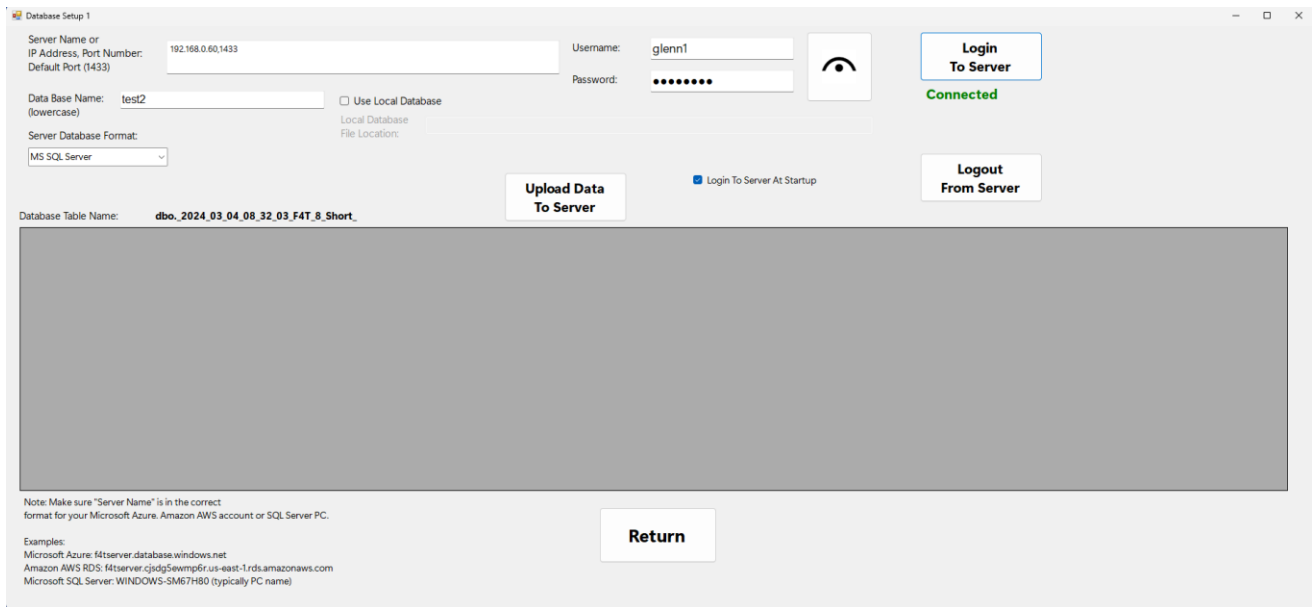 Database Setup 1
Server Name or
IP Address, Port Number:
Default Port (1433)
192.168.0.60,1433
Username:
glenn1
Password:
●●●●●●●●
Login
To Server
Connected
Data Base Name:
(lowercase)
test2
Use Local Database
Local Database
File Location:
Server Database Format:
MS SQL Server
Upload Data
To Server
Login To Server At Startup
Logout
From Server
Database Table Name:
dbo._2024_03_04_08_32_03_F4T_8_Short_
Note: Make sure "Server Name" is in the correct
format for your Microsoft Azure. Amazon AWS account or SQL Server PC.
Examples:
Microsoft Azure: f4tserver.database.windows.net
Amazon AWS RDS: f4tserver.cjsdg5ewmp6r.us-east-1.rds.amazonaws.com
Microsoft SQL Server: WINDOWS-SM67H80 (typically PC name)
Return